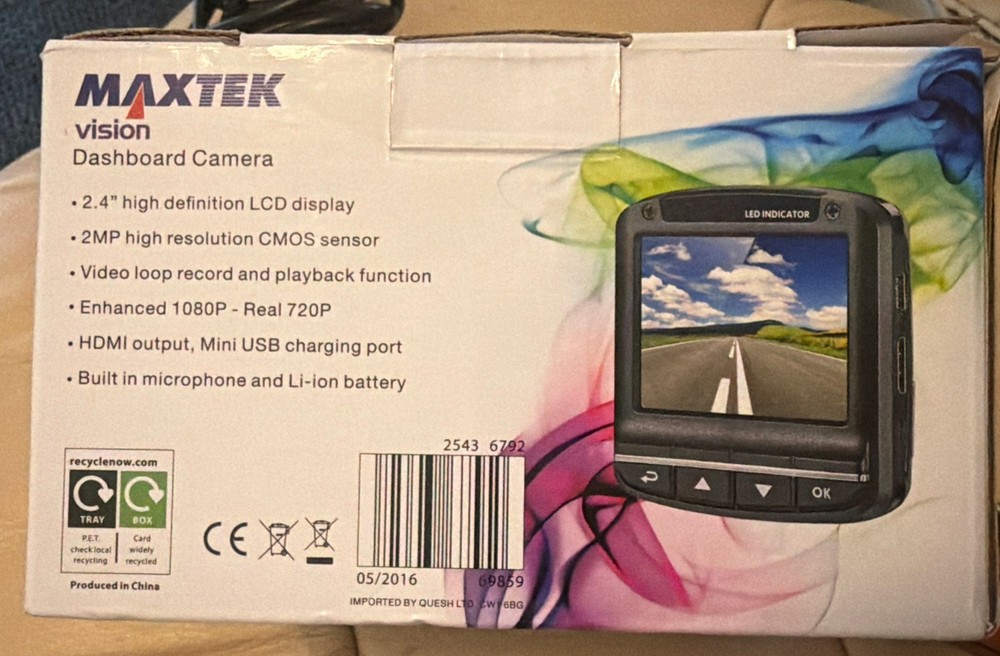 MAXTEK
vision
Dashboard Camera
• 2.4” high definition LCD display
• 2MP high resolution CMOS sensor
• Video loop record and playback function
• Enhanced 1080P - Real 720P
• HDMI output, Mini USB charging port
• Built in microphone and Li-ion battery
LED INDICATOR
OK
recyclenow.com
TRAY
BOX
P.E.T.
check local
recycling
Card
widely
recycled
Produced in China
CE
2543 6792
05/2016
69859
IMPORTED BY QUESH LTD. CW1 6BG